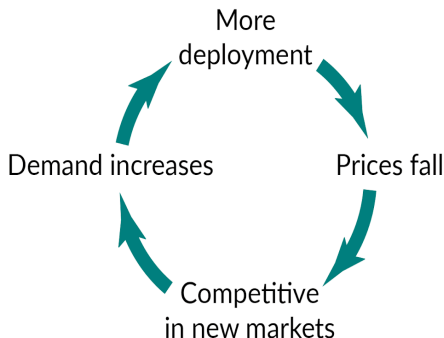 More
deployment
Demand increases
Prices fall
Competitive
in new markets